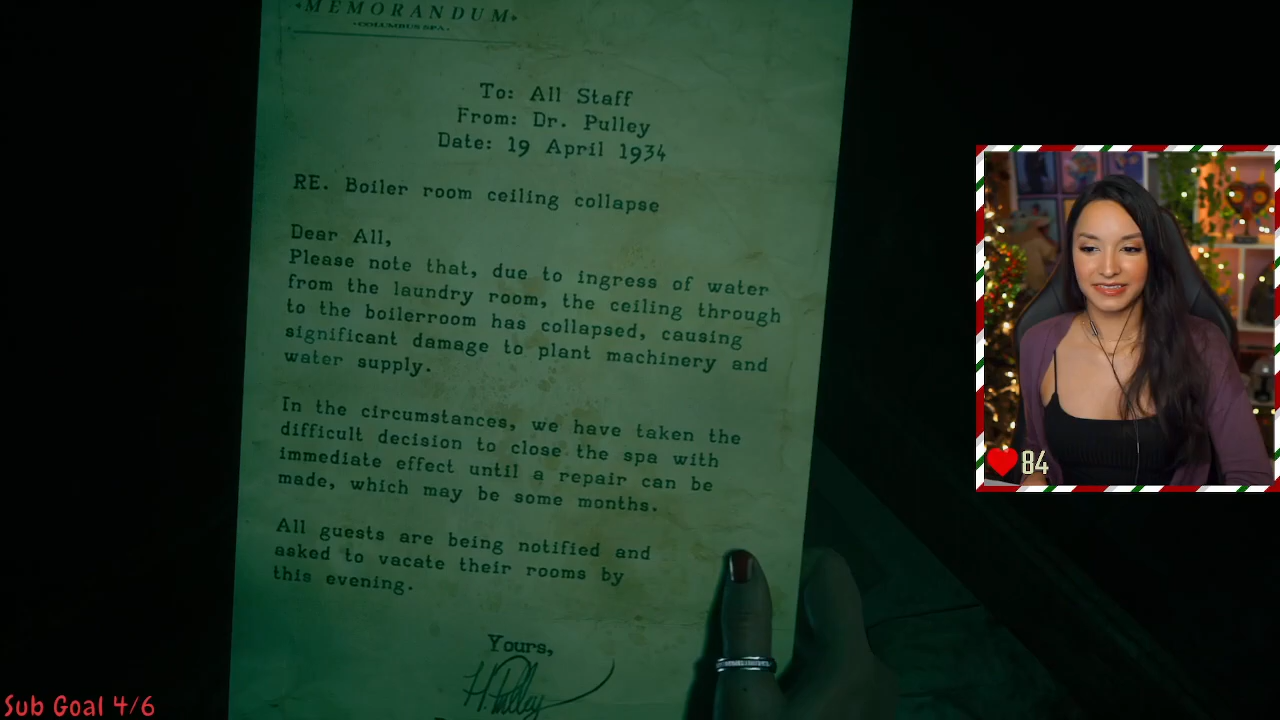 MEMORANDUM
COLUMBUS SPA
To: All Staff
From: Dr. Pulley
Date: 19 April 1934
RE. Boiler room ceiling collapse
Dear All,
Please note that, due to ingress of water
from the laundry room, the ceiling through
to the boilerroom has collapsed, causing
significant damage to plant machinery and
water supply.
In the circumstances, we have taken the
difficult decision to close the spa with
immediate effect until a repair can be
made, which may be some months.
All guests are being notified and
asked to vacate their rooms by
this evening.
Yours,
H.Pulley
84
Sub Goal 4/6